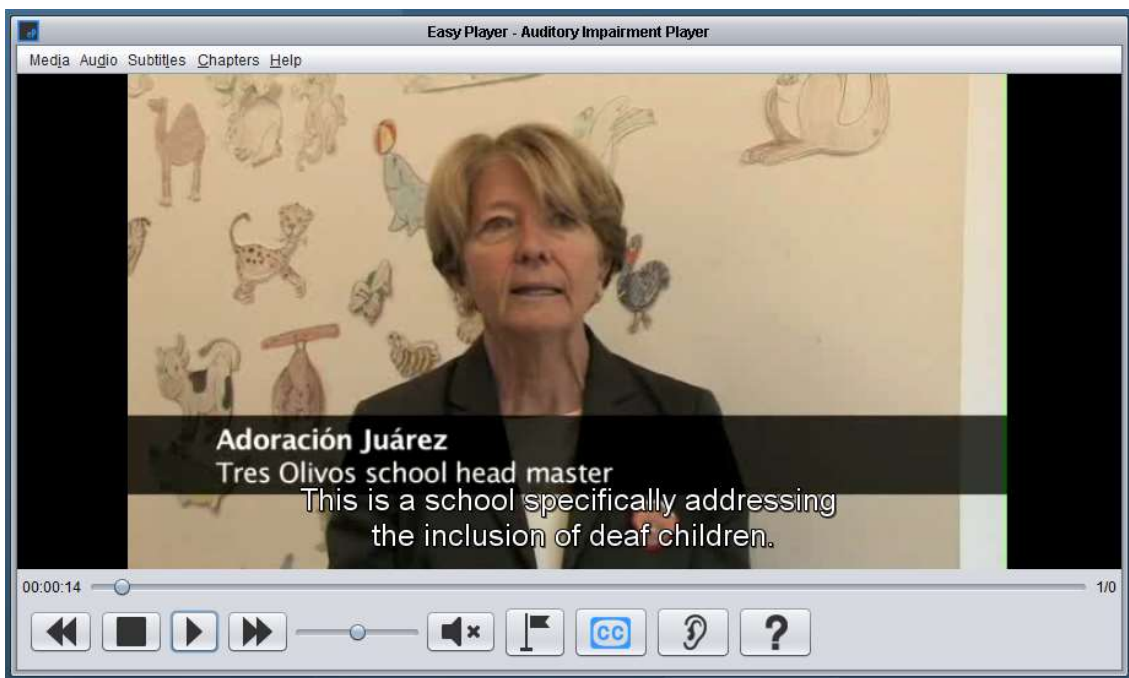 Easy Player - Auditory Impairment Player
Media Audio Subtitles Chapters Help
Adoración Juárez
Tres Olivos school head master
This is a school specifically addressing
the inclusion of deaf children.
00:00:14 1/0
CC ?